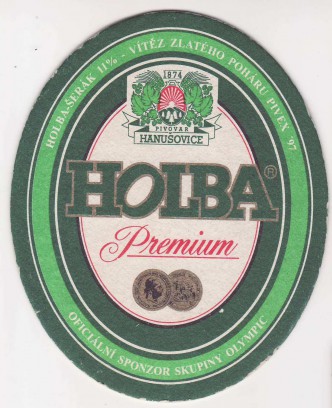 HOLBA-ŠERÁK 11% - VÍTĚZ ZLATÉHO POHÁRU PIVEX '97
1874
PIVOVAR
HANUŠOVICE
HOLBA®
Premium
OFICIÁLNÍ SPONZOR SKUPINY OLYMPIC